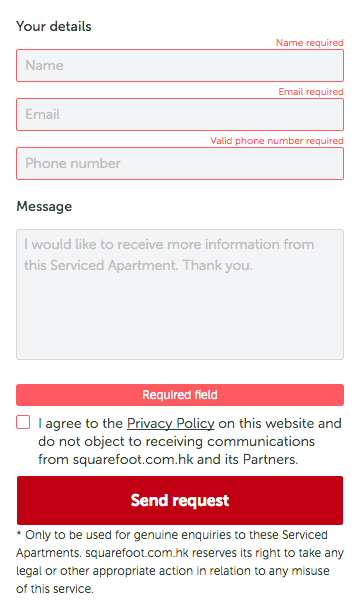 Your details
Name required
Name
Email required
Email
Valid phone number required
Phone number
Message
I would like to receive more information from
this Serviced Apartment. Thank you.
Required field
I agree to the Privacy Policy on this website and
do not object to receiving communications
from squarefoot.com.hk and its Partners.
Send request
* Only to be used for genuine enquiries to these Serviced
Apartments. squarefoot.com.hk reserves its right to take any
legal or other appropriate action in relation to any misuse
of this service.